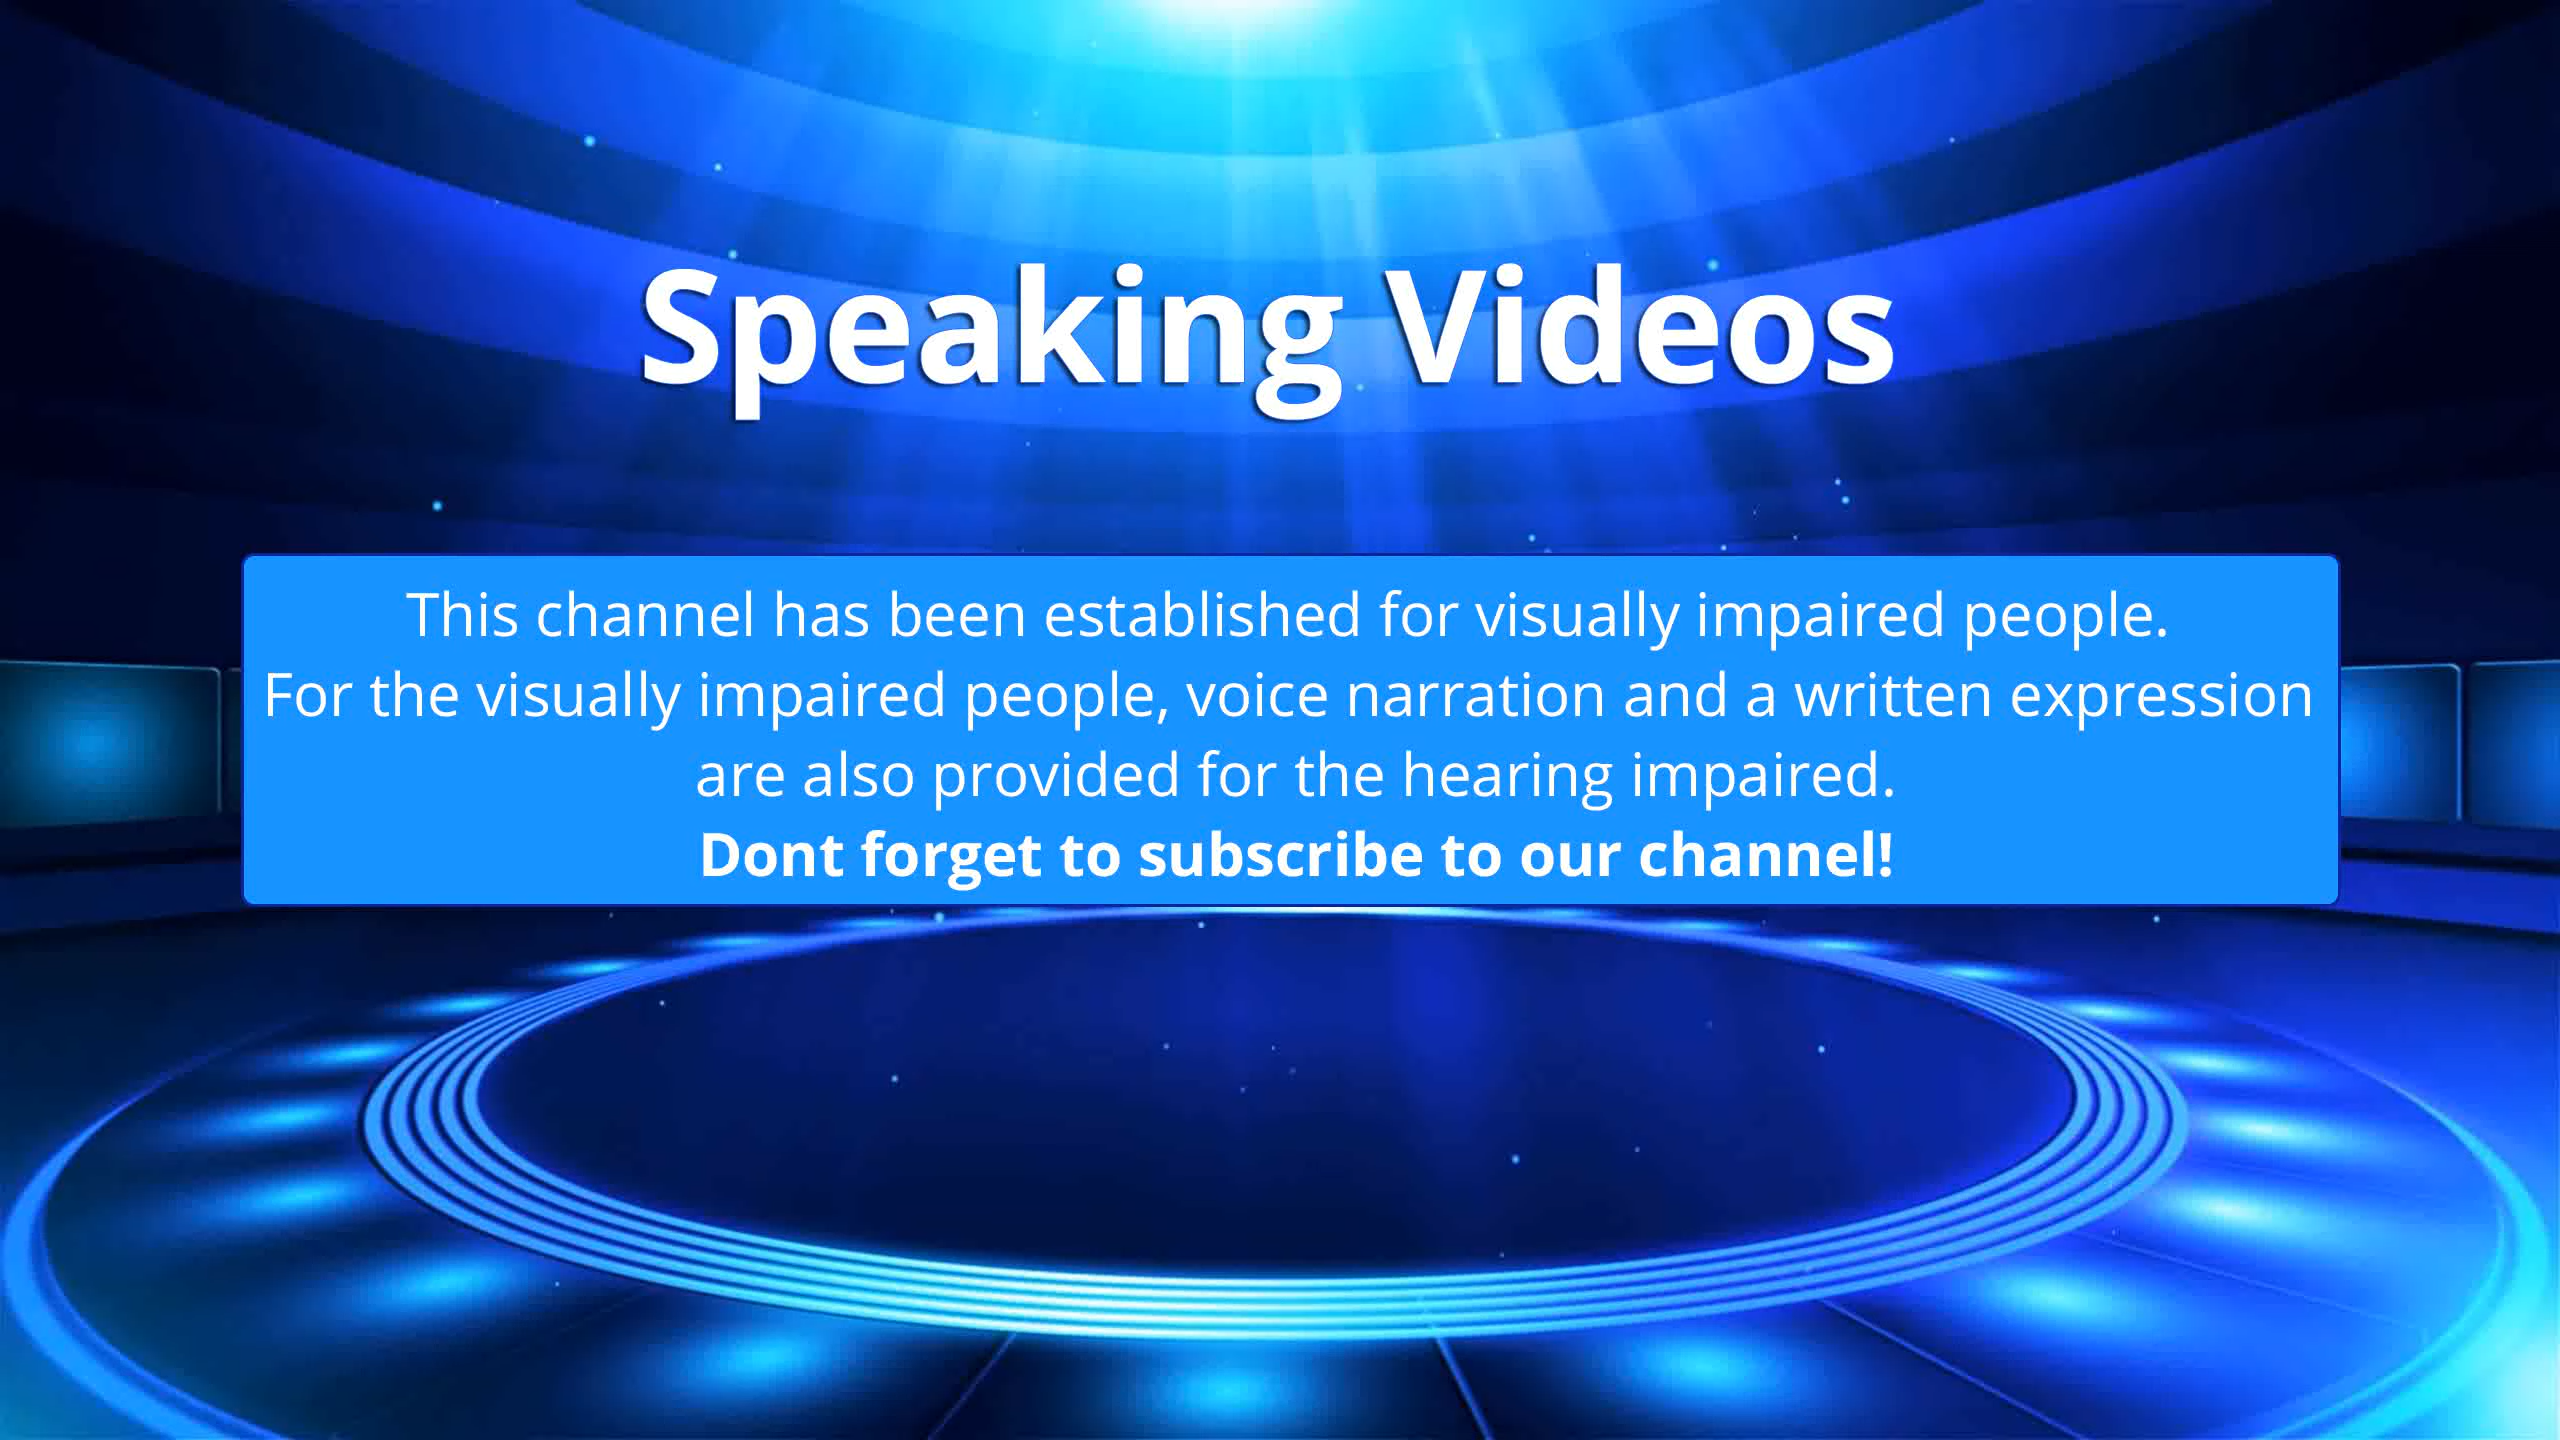 Speaking Videos
This channel has been established for visually impaired people.
For the visually impaired people, voice narration and a written expression
are also provided for the hearing impaired.
Dont forget to subscribe to our channel!